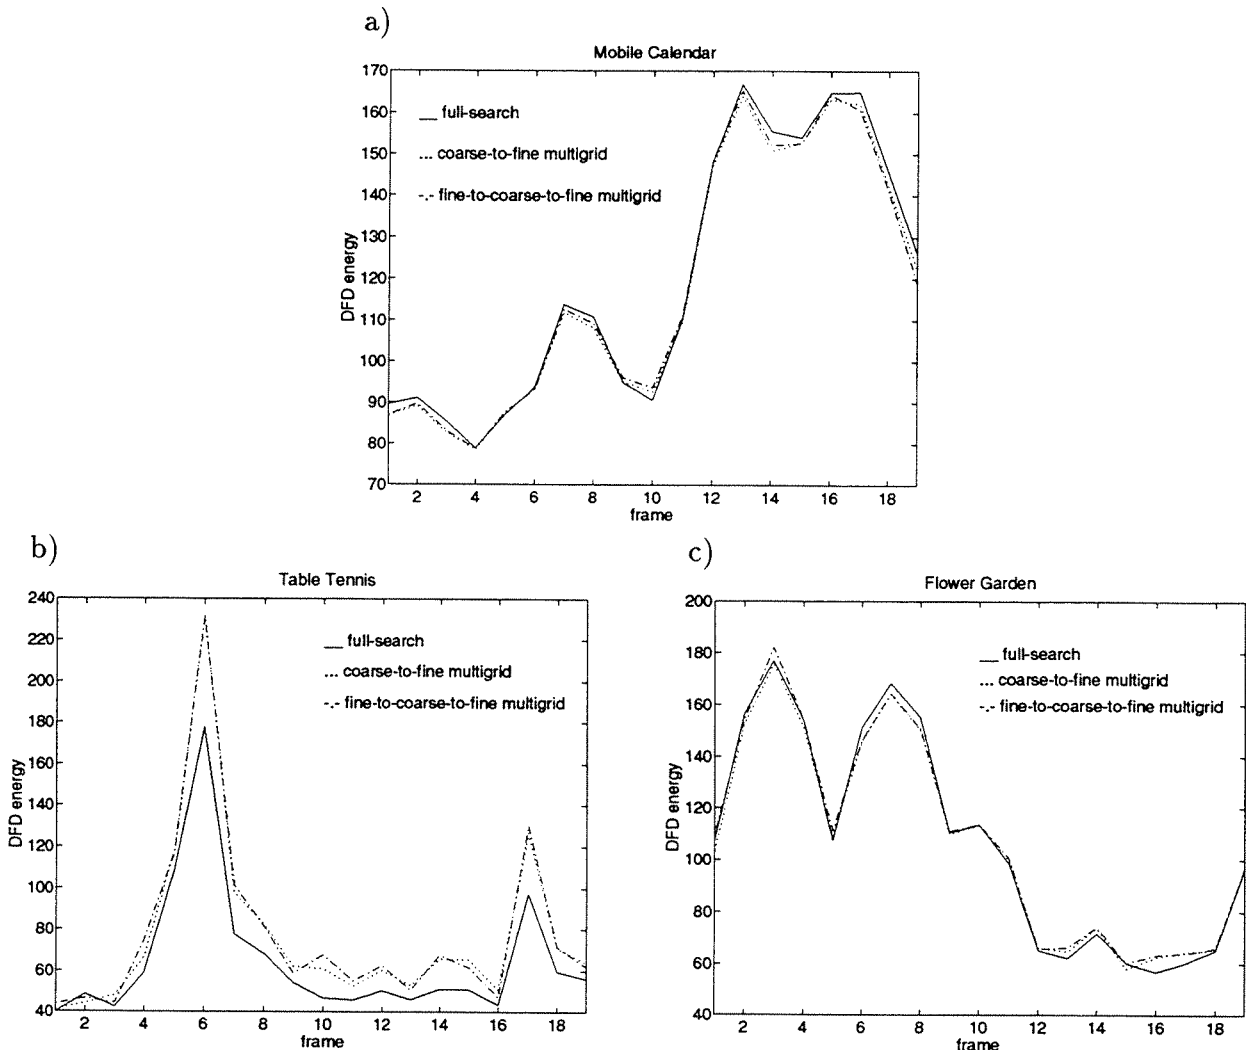 a)
Mobile Calendar
170
160
150
140
130
120
110
100
90
80
70
DFD energy
full-search
coarse-to-fine multigrid
fine-to-coarse-to-fine multigrid
2 4 6 8 10 12 14 16 18
frame
b)
Table Tennis
240
220
200
180
160
140
120
100
80
60
40
DFD energy
full-search
coarse-to-fine multigrid
fine-to-coarse-to-fine multigrid
2 4 6 8 10 12 14 16 18
frame
c)
Flower Garden
200
180
160
140
120
100
80
60
40
DFD energy
full-search
coarse-to-fine multigrid
fine-to-coarse-to-fine multigrid
2 4 6 8 10 12 14 16 18
frame